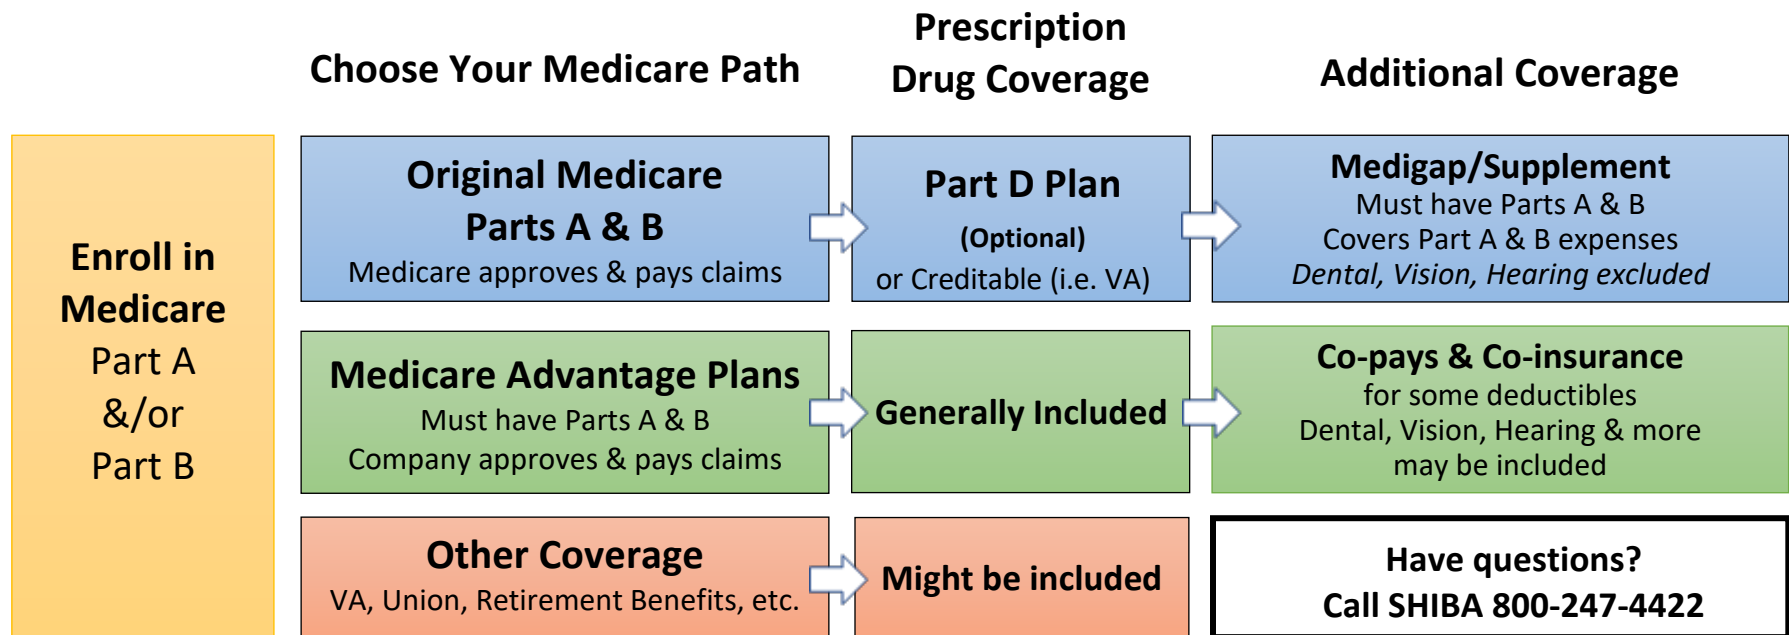 Choose Your Medicare Path
Prescription
Drug Coverage
Additional Coverage
Enroll in
Medicare
Part A
&/or
Part B
Original Medicare
Parts A & B
Medicare approves & pays claims
Part D Plan
(Optional)
or Creditable (i.e. VA)
Medigap/Supplement
Must have Parts A & B
Covers Part A & B expenses
Dental, Vision, Hearing excluded
Medicare Advantage Plans
Must have Parts A & B
Company approves & pays claims
Generally Included
Co-pays & Co-insurance
for some deductibles
Dental, Vision, Hearing & more
may be included
Other Coverage
VA, Union, Retirement Benefits, etc.
Might be included
Have questions?
Call SHIBA 800-247-4422